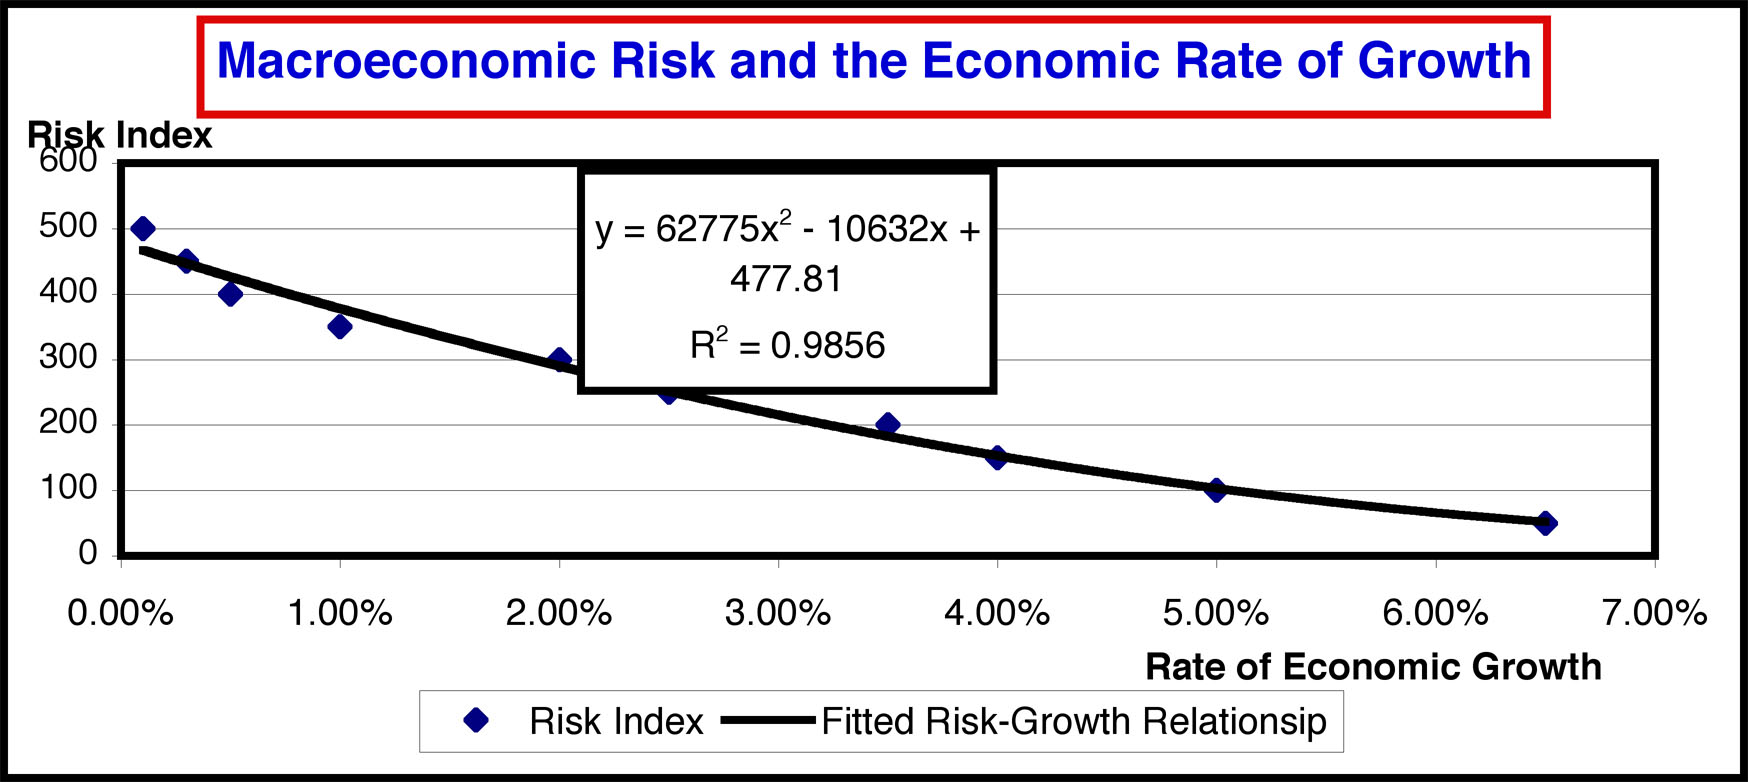 Macroeconomic Risk and the Economic Rate of Growth
Risk Index
600
500
400
300
200
100
0
y = 62775x² - 10632x +
477.81
R² = 0.9856
0.00% 1.00% 2.00% 3.00% 4.00% 5.00% 6.00% 7.00%
Rate of Economic Growth
Risk Index Fitted Risk-Growth Relationsip